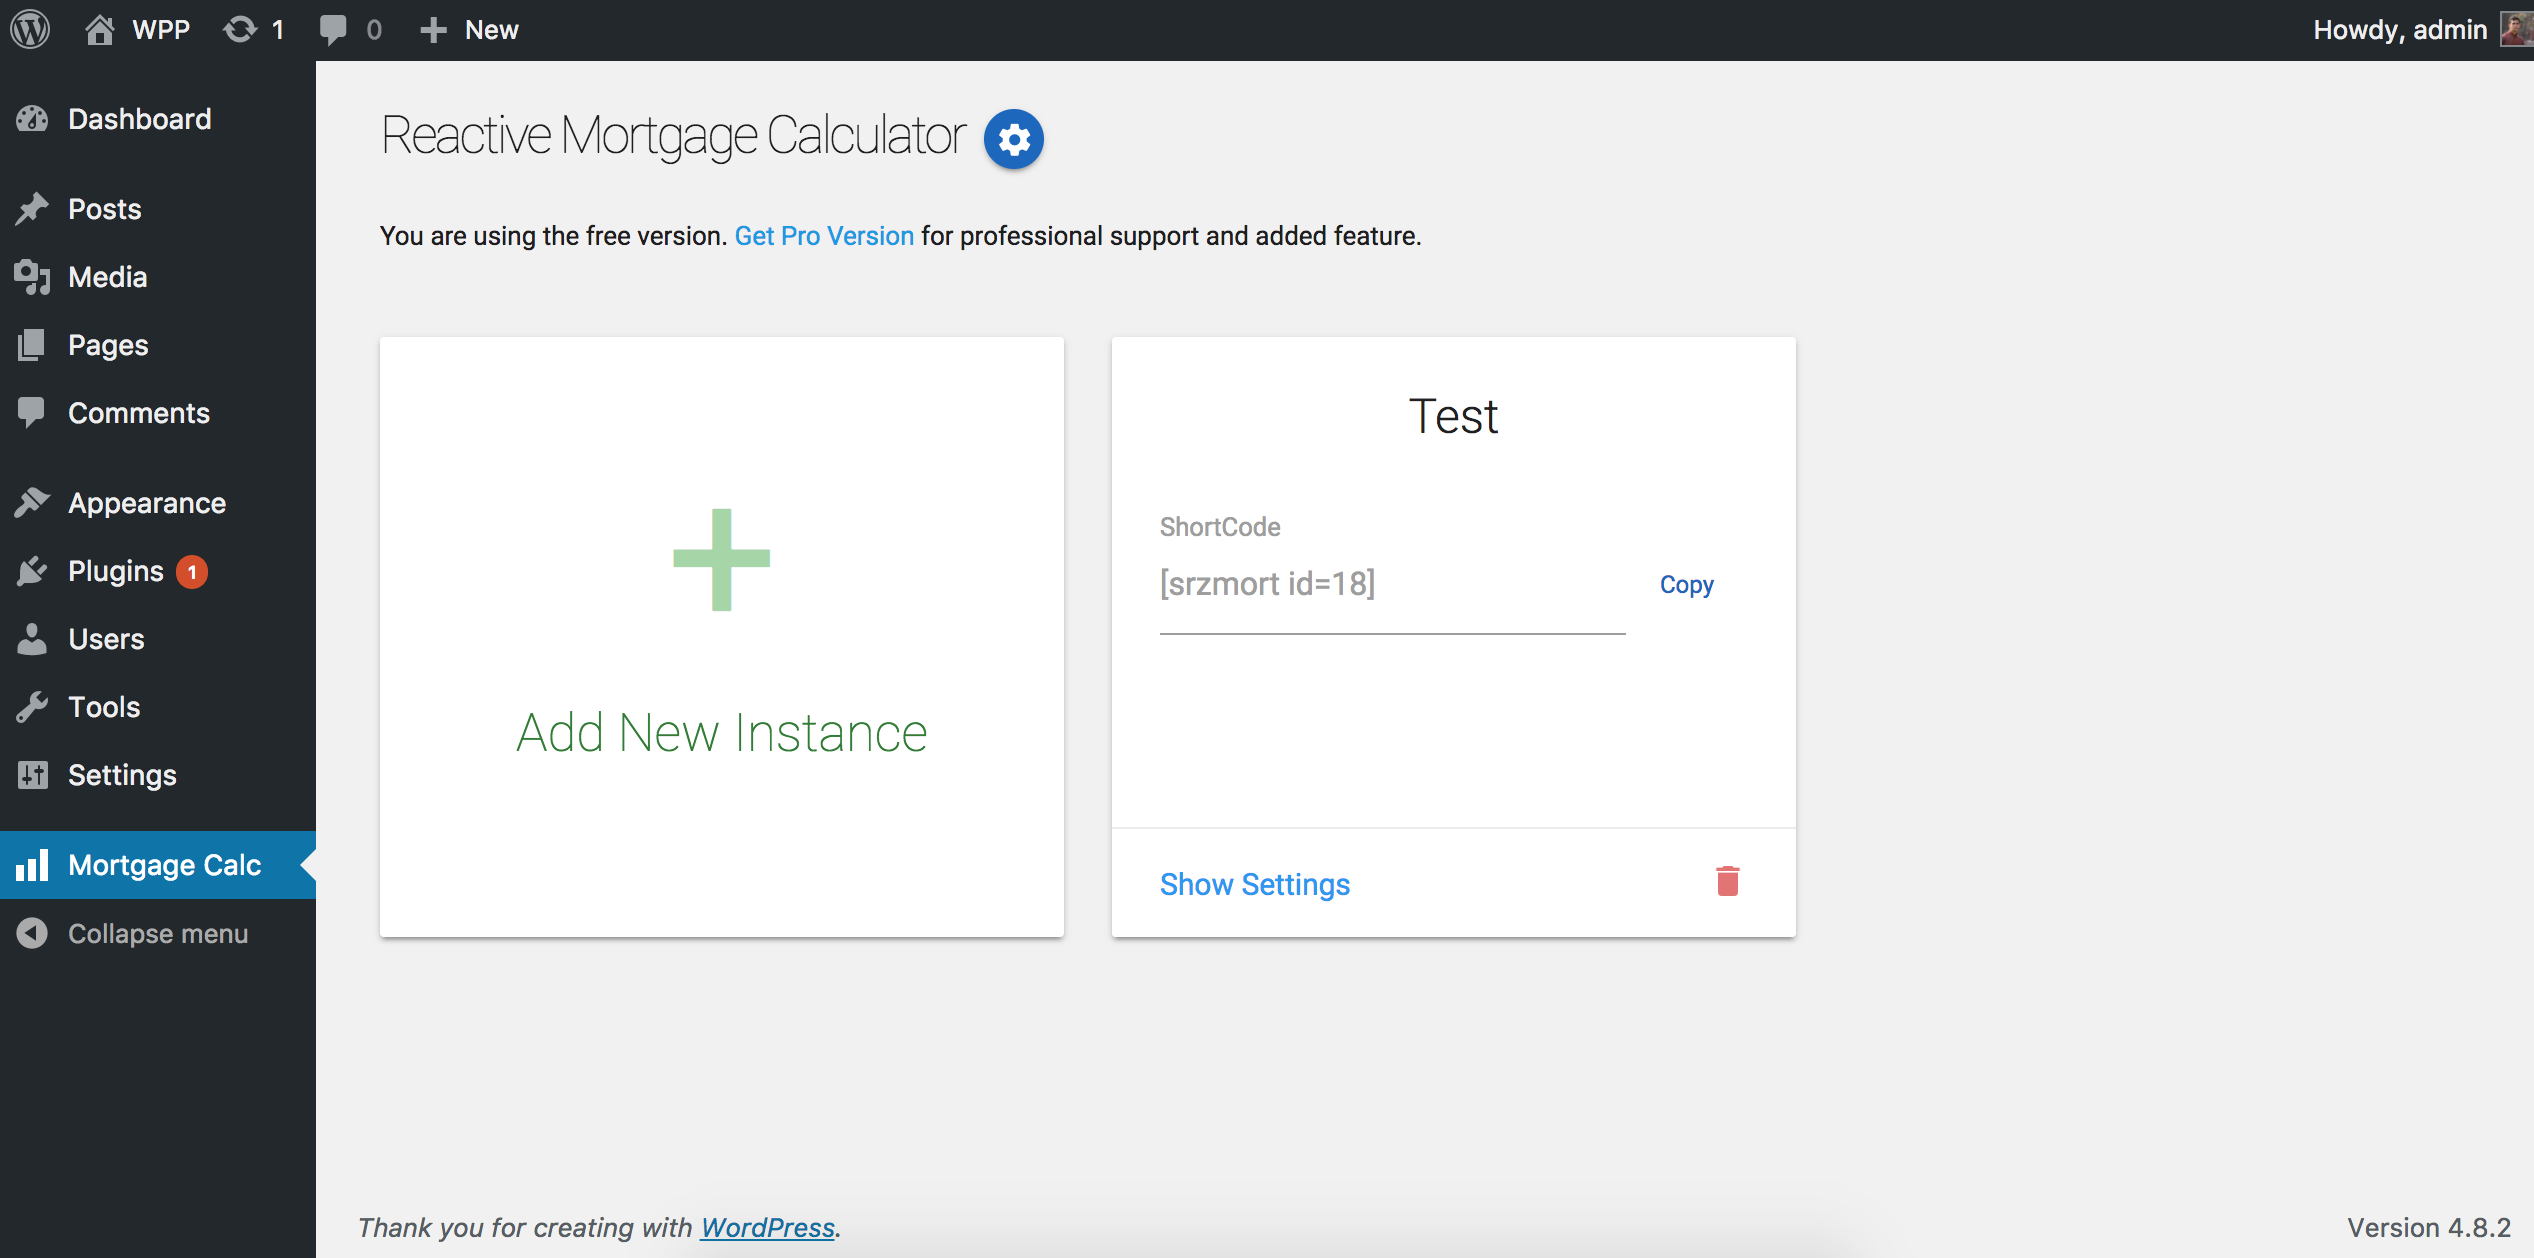 WPP 1 0 New Howdy, admin
Dashboard
Posts
Media
Pages
Comments
Appearance
Plugins 1
Users
Tools
Settings
Mortgage Calc
Collapse menu
Reactive Mortgage Calculator
You are using the free version. Get Pro Version for professional support and added feature.
Add New Instance
Test
ShortCode
[srzmort id=18] Copy
Show Settings
Thank you for creating with WordPress. Version 4.8.2